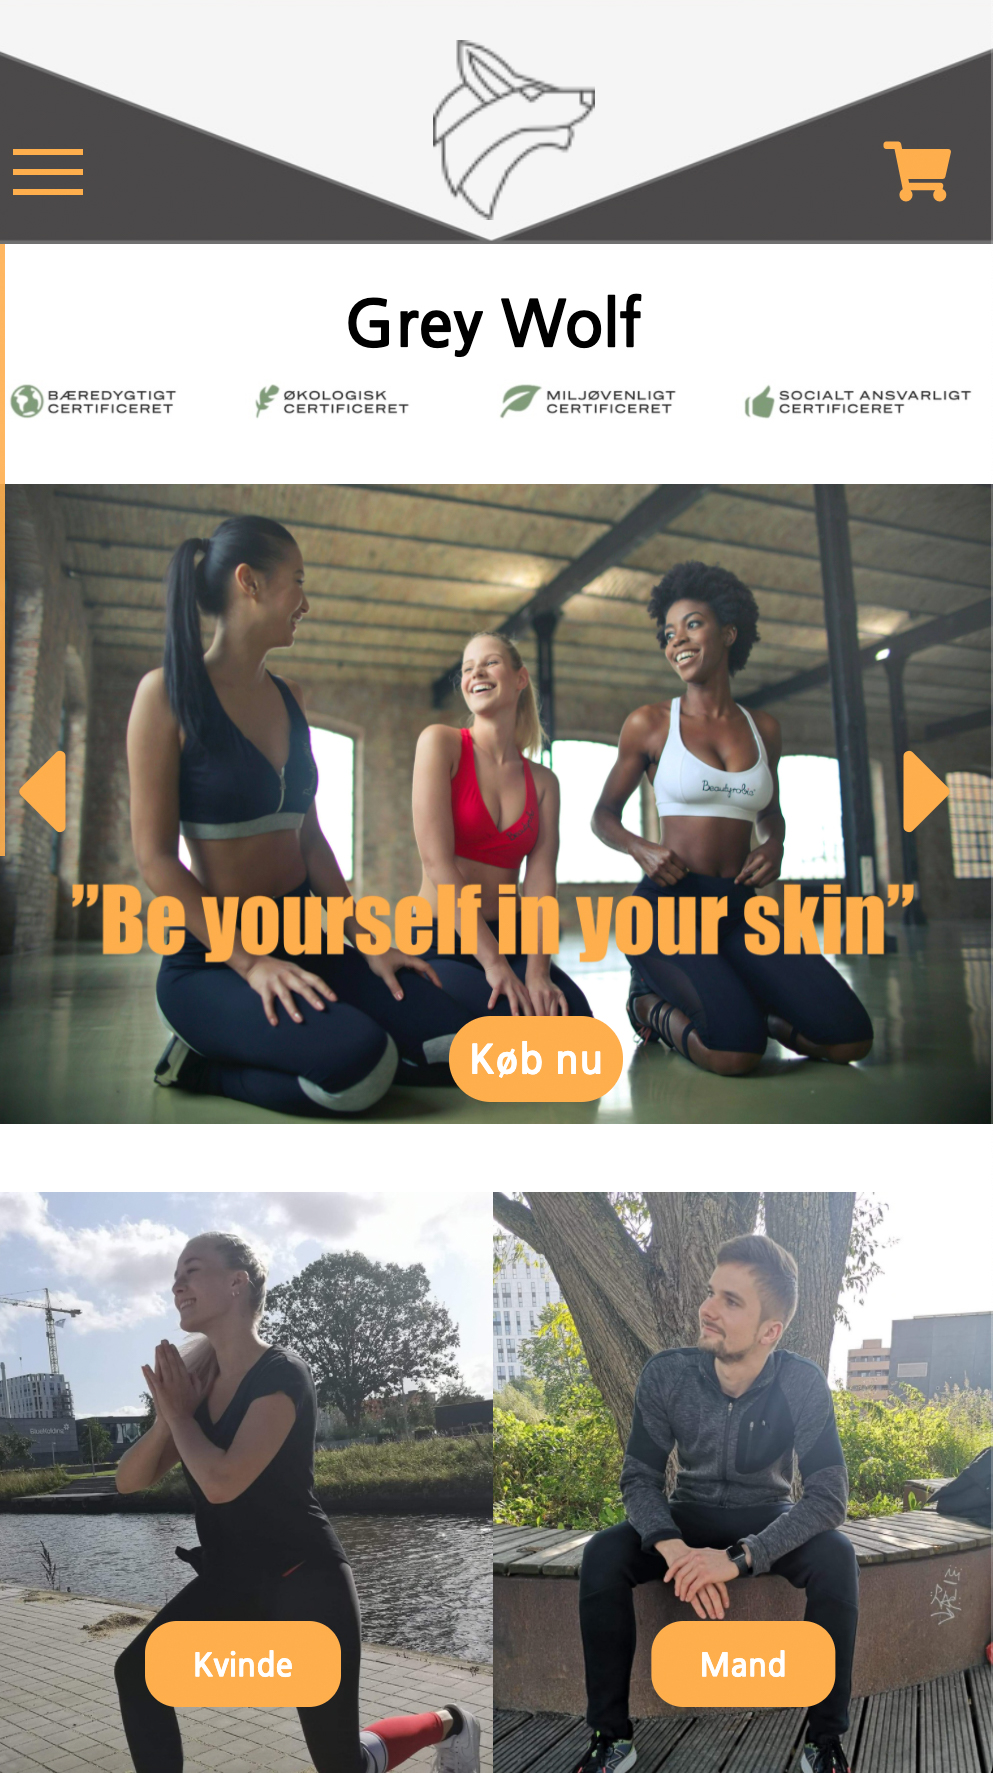 Grey Wolf
BÆREDYGTIGT
CERTIFICERET
ØKOLOGISK
CERTIFICERET
MILJØVENLIGT
CERTIFICERET
SOCIALT ANSVARLIGT
CERTIFICERET
Beautyrobic
”Be yourself in your skin”
Køb nu
Kvinde
Mand